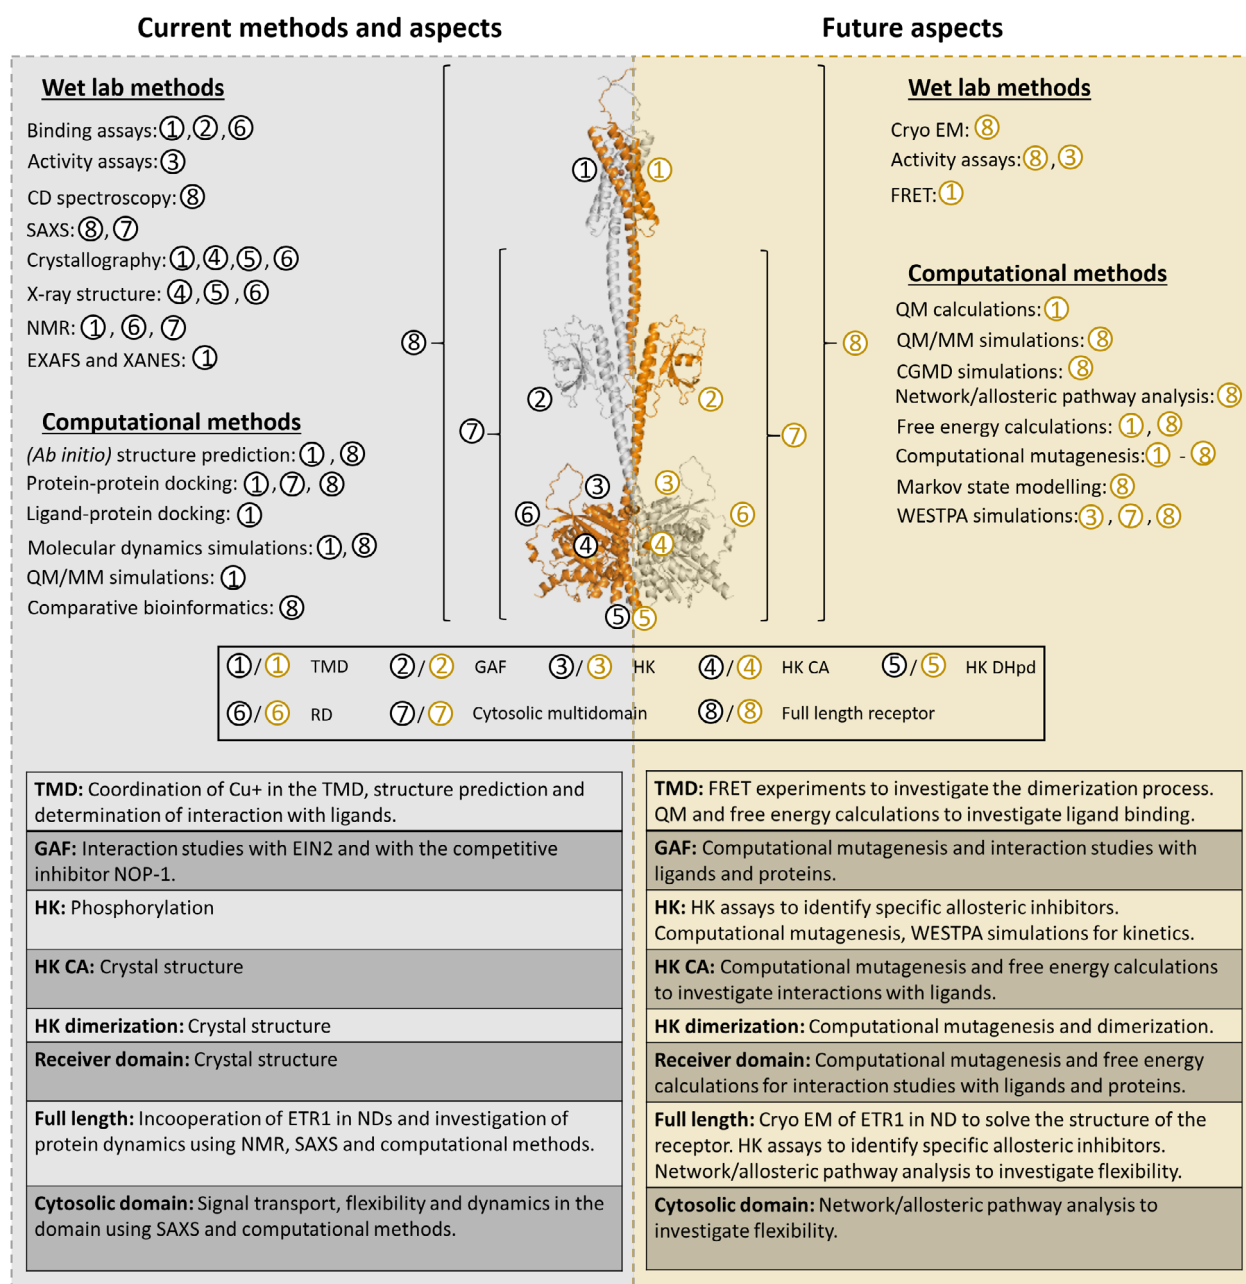 Current methods and aspects
Future aspects
Wet lab methods
Binding assays: 1, 2, 6
Activity assays: 3
CD spectroscopy: 8
SAXS: 8, 7
Crystallography: 1, 4, 5, 6
X-ray structure: 4, 5, 6
NMR: 1, 6, 7
EXAFS and XANES: 1
Computational methods
(Ab initio) structure prediction: 1, 8
Protein-protein docking: 1, 7, 8
Ligand-protein docking: 1
Molecular dynamics simulations: 1, 8
QM/MM simulations: 1
Comparative bioinformatics: 8
1 1
8 8
2 2
7 7
3 3
6 6
4 4
5 5
Wet lab methods
Cryo EM: 8
Activity assays: 8, 3
FRET: 1
Computational methods
QM calculations: 1
QM/MM simulations: 8
CGMD simulations: 8
Network/allosteric pathway analysis: 8
Free energy calculations: 1, 8
Computational mutagenesis: 1 - 8
Markov state modelling: 8
WESTPA simulations: 3, 7, 8
1/1 TMD 2/2 GAF 3/3 HK 4/4 HK CA 5/5 HK DHpd
6/6 RD 7/7 Cytosolic multidomain 8/8 Full length receptor
TMD: Coordination of Cu+ in the TMD, structure prediction and
determination of interaction with ligands.
GAF: Interaction studies with EIN2 and with the competitive
inhibitor NOP-1.
HK: Phosphorylation
HK CA: Crystal structure
HK dimerization: Crystal structure
Receiver domain: Crystal structure
Full length: Incooperation of ETR1 in NDs and investigation of
protein dynamics using NMR, SAXS and computational methods.
Cytosolic domain: Signal transport, flexibility and dynamics in the
domain using SAXS and computational methods.
TMD: FRET experiments to investigate the dimerization process.
QM and free energy calculations to investigate ligand binding.
GAF: Computational mutagenesis and interaction studies with
ligands and proteins.
HK: HK assays to identify specific allosteric inhibitors.
Computational mutagenesis, WESTPA simulations for kinetics.
HK CA: Computational mutagenesis and free energy calculations
to investigate interactions with ligands.
HK dimerization: Computational mutagenesis and dimerization.
Receiver domain: Computational mutagenesis and free energy
calculations for interaction studies with ligands and proteins.
Full length: Cryo EM of ETR1 in ND to solve the structure of the
receptor. HK assays to identify specific allosteric inhibitors.
Network/allosteric pathway analysis to investigate flexibility.
Cytosolic domain: Network/allosteric pathway analysis to
investigate flexibility.